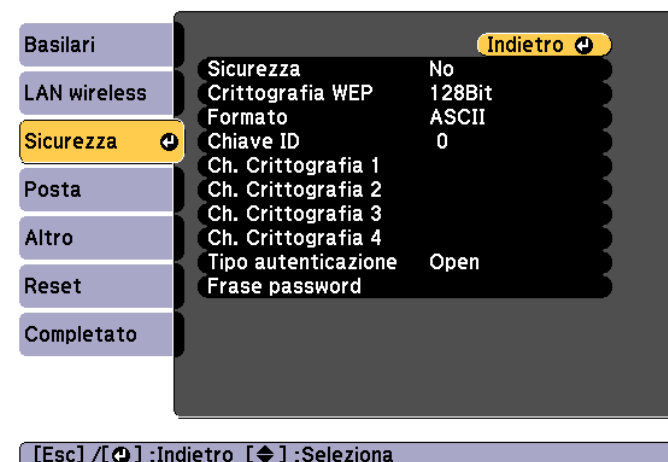 Basilari
LAN wireless
Sicurezza
Posta
Altro
Reset
Completato
Indietro
Sicurezza No
Crittografia WEP 128Bit
Formato ASCII
Chiave ID 0
Ch. Crittografia 1
Ch. Crittografia 2
Ch. Crittografia 3
Ch. Crittografia 4
Tipo autenticazione Open
Frase password
[Esc] /[⏎] :Indietro [◆] :Seleziona